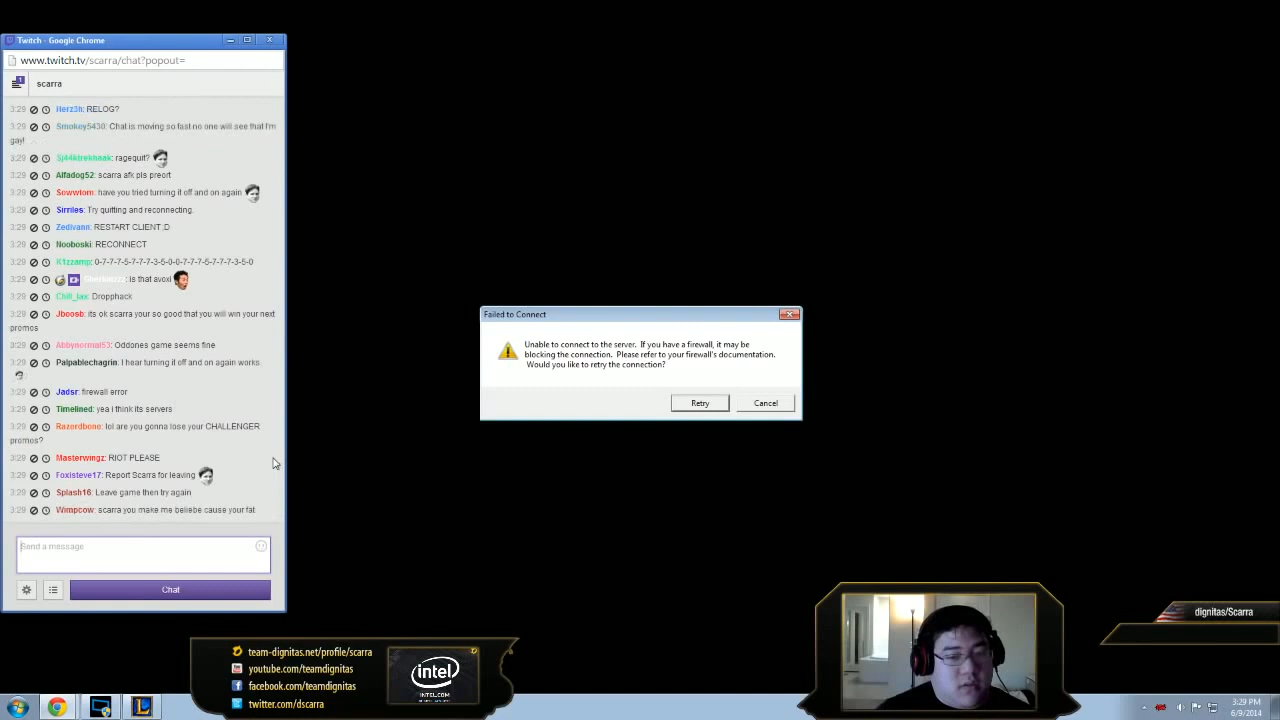 Twitch - Google Chrome
www.twitch.tv/scarra/chat?popout=
1
scarra
3:29 Herz3h: RELOG?
3:29 Smokey5430: Chat is moving so fast no one will see that I'm
gay!
3:29 Sj44kirekhaak: ragequit?
3:29 Alfadog52: scarra afk pls preort
3:29 Sowwtom: have you tried turning it off and on again
3:29 Sirriles: Try quitting and reconnecting.
3:29 Zedivann: RESTART CLIENT ;D
3:29 Nooboski: RECONNECT
3:29 K1zzamp: 0-7-7-7-5-7-7-7-3-5-0-0-7-7-7-5-7-7-7-3-5-0
3:29 : is that avoxi
3:29 Chill_lax: Dropphack
3:29 Jboosb: its ok scarra your so good that you will win your next
promos
3:29 Abbynormal53: Oddones game seems fine
3:29 Palpablechagrin: I hear turning it off and on again works.
3:29 Jadsr: firewall error
3:29 Timelined: yea i think its servers
3:29 Razordbone: lol are you gonna lose your CHALLENGER
promos?
3:29 Masterwingz: RIOT PLEASE
3:29 Foxisteve17: Report Scarra for leaving
3:29 Splash16: Leave game then try again
3:29 Wimpcow: scarra you make me beliebe cause your fat
Send a message
Chat
Failed to Connect
Unable to connect to the server. If you have a firewall, it may be
blocking the connection. Please refer to your firewall's documentation.
Would you like to retry the connection?
Retry
Cancel
team-dignitas.net/profile/scarra
youtube.com/teamdignitas
facebook.com/teamdignitas
twitter.com/dscarra
intel
INTEL.COM
dignitas/Scarra
3:29 PM
6/9/2014